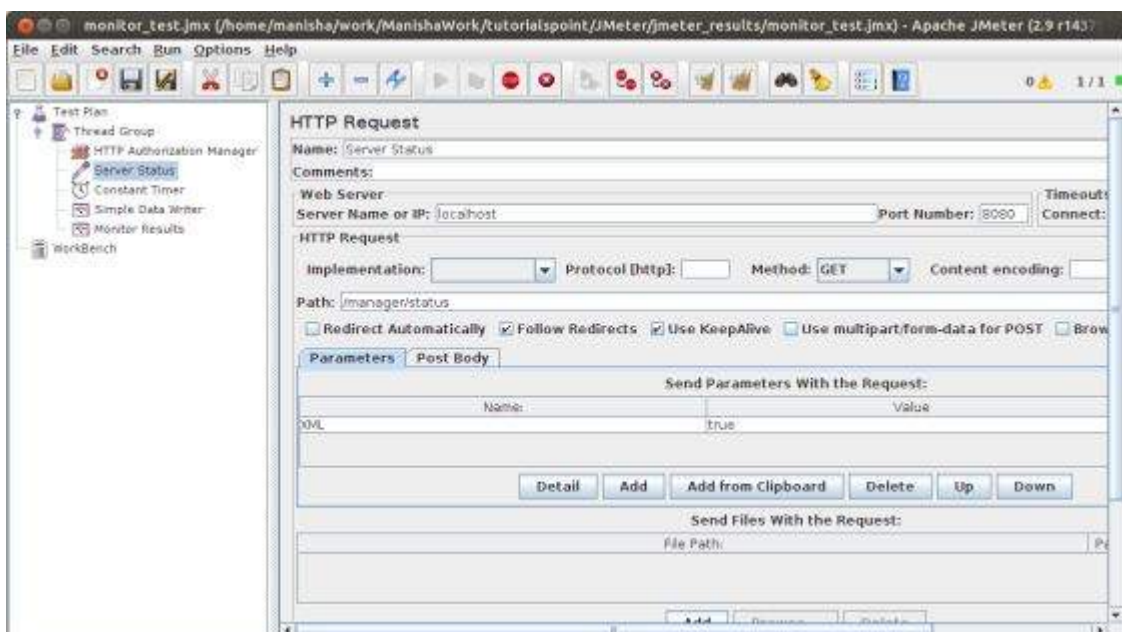 monitor_test.jmx (/home/manisha/work/ManishaWork/tutorialspoint/JMeter/jmeter_results/monitor_test.jmx) - Apache JMeter (2.9 r1437
File Edit Search Run Options Help
0 1/1
Test Plan
Thread Group
HTTP Authorization Manager
Server Status
Constant Timer
Simple Data Writer
Monitor Results
WorkBench
HTTP Request
Name: Server Status
Comments:
Web Server
Timeouts
Server Name or IP: localhost Port Number: 8080 Connect:
HTTP Request
Implementation: Protocol [http]: Method: GET Content encoding:
Path: /manager/status
Redirect Automatically Follow Redirects Use KeepAlive Use multipart/form-data for POST Brow
Parameters Post Body
Send Parameters With the Request:
Name: Value
XML true
Detail Add Add from Clipboard Delete Up Down
Send Files With the Request:
File Path: Pa
Add Browse... Delete